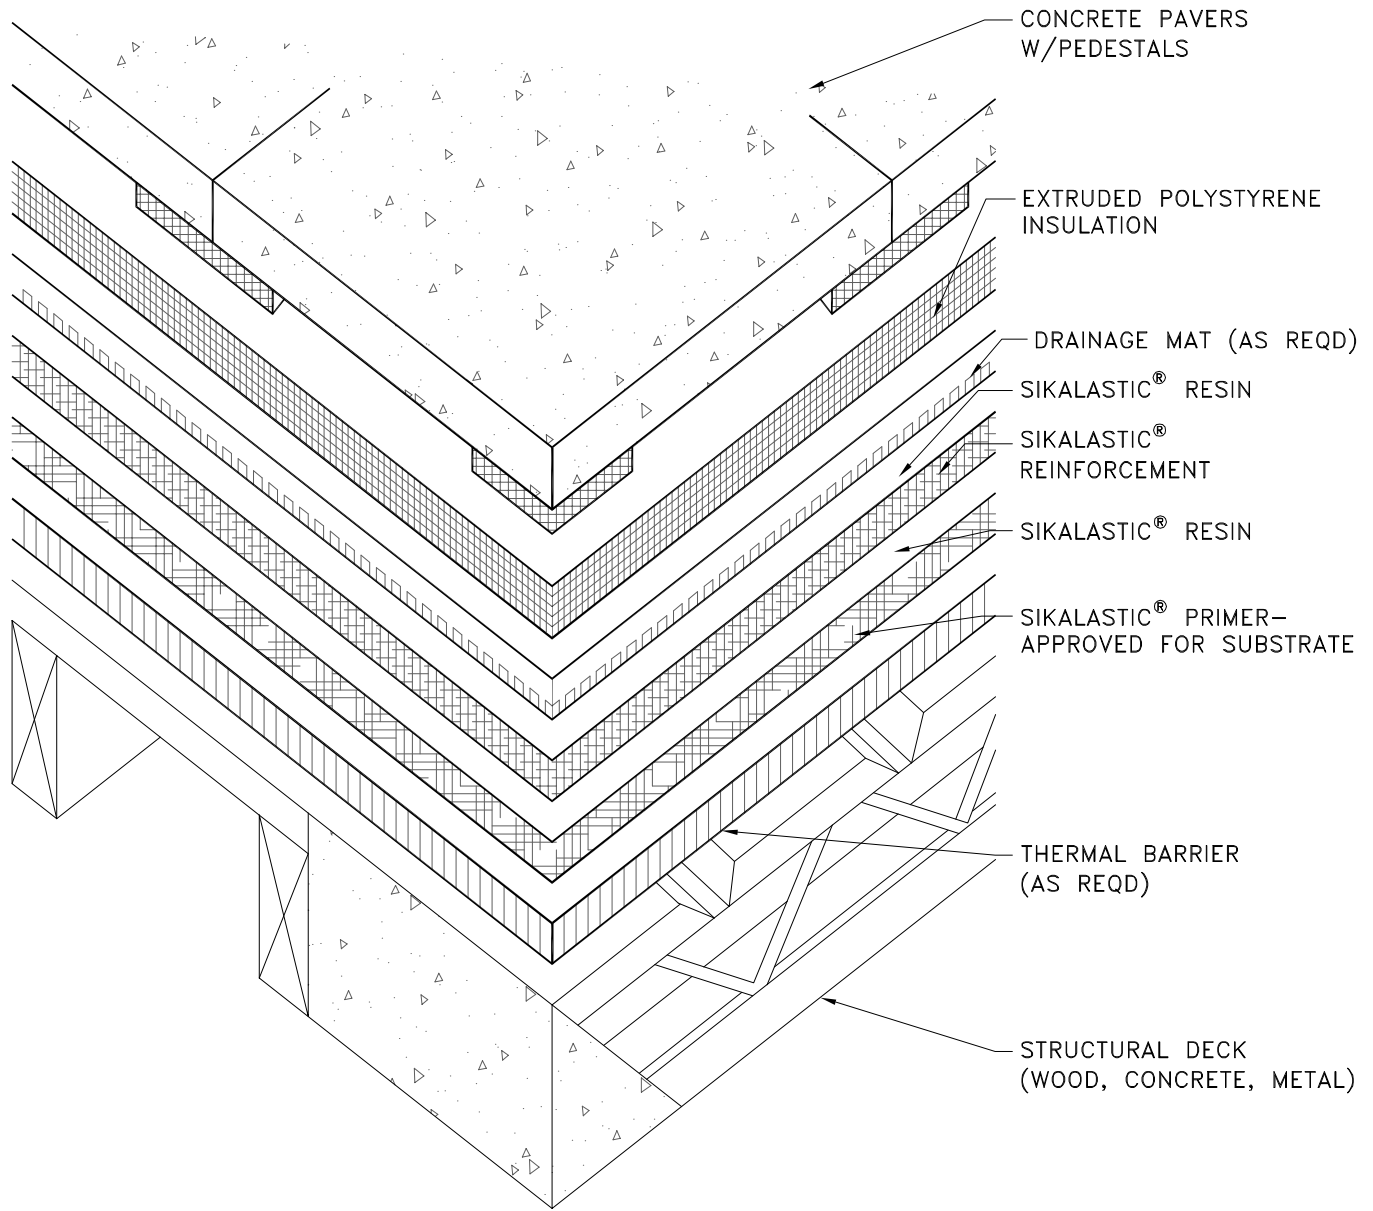 CONCRETE PAVERS
W/PEDESTALS
EXTRUDED POLYSTYRENE
INSULATION
DRAINAGE MAT (AS REQD)
SIKALASTIC® RESIN
SIKALASTIC®
REINFORCEMENT
SIKALASTIC® RESIN
SIKALASTIC® PRIMER-
APPROVED FOR SUBSTRATE
THERMAL BARRIER
(AS REQD)
STRUCTURAL DECK
(WOOD, CONCRETE, METAL)